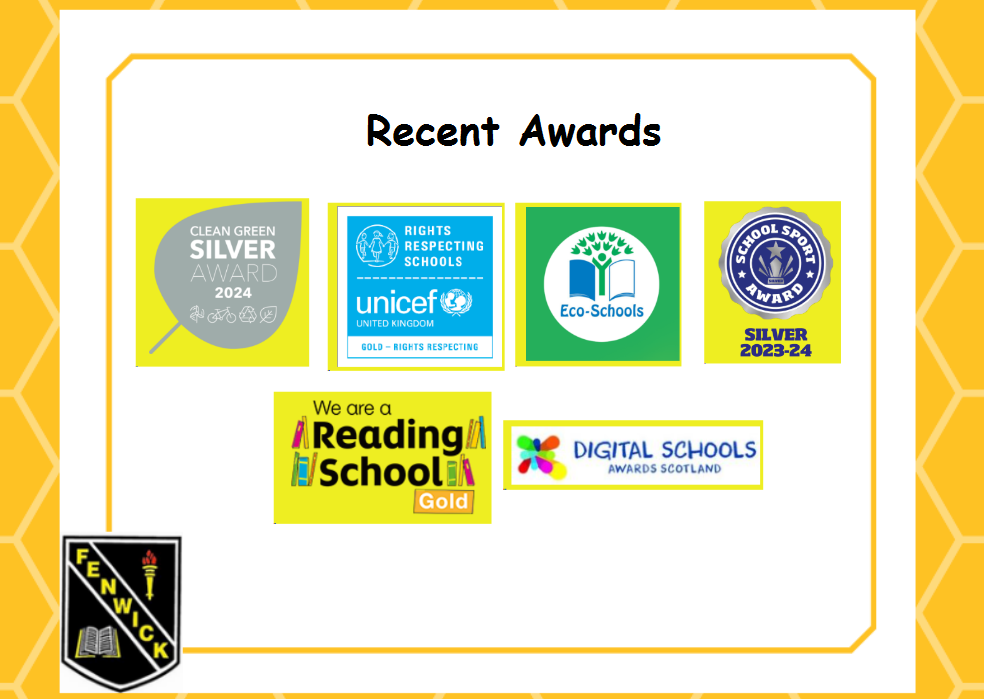 Recent Awards
CLEAN GREEN
SILVER
AWARD
2024
RIGHTS
RESPECTING
SCHOOLS
unicef
UNITED KINGDOM
GOLD – RIGHTS RESPECTING
Eco-Schools
SCHOOL SPORT
AWARD
SILVER
2023-24
We are a
Reading
School
Gold
DIGITAL SCHOOLS
AWARDS SCOTLAND
FENWICK